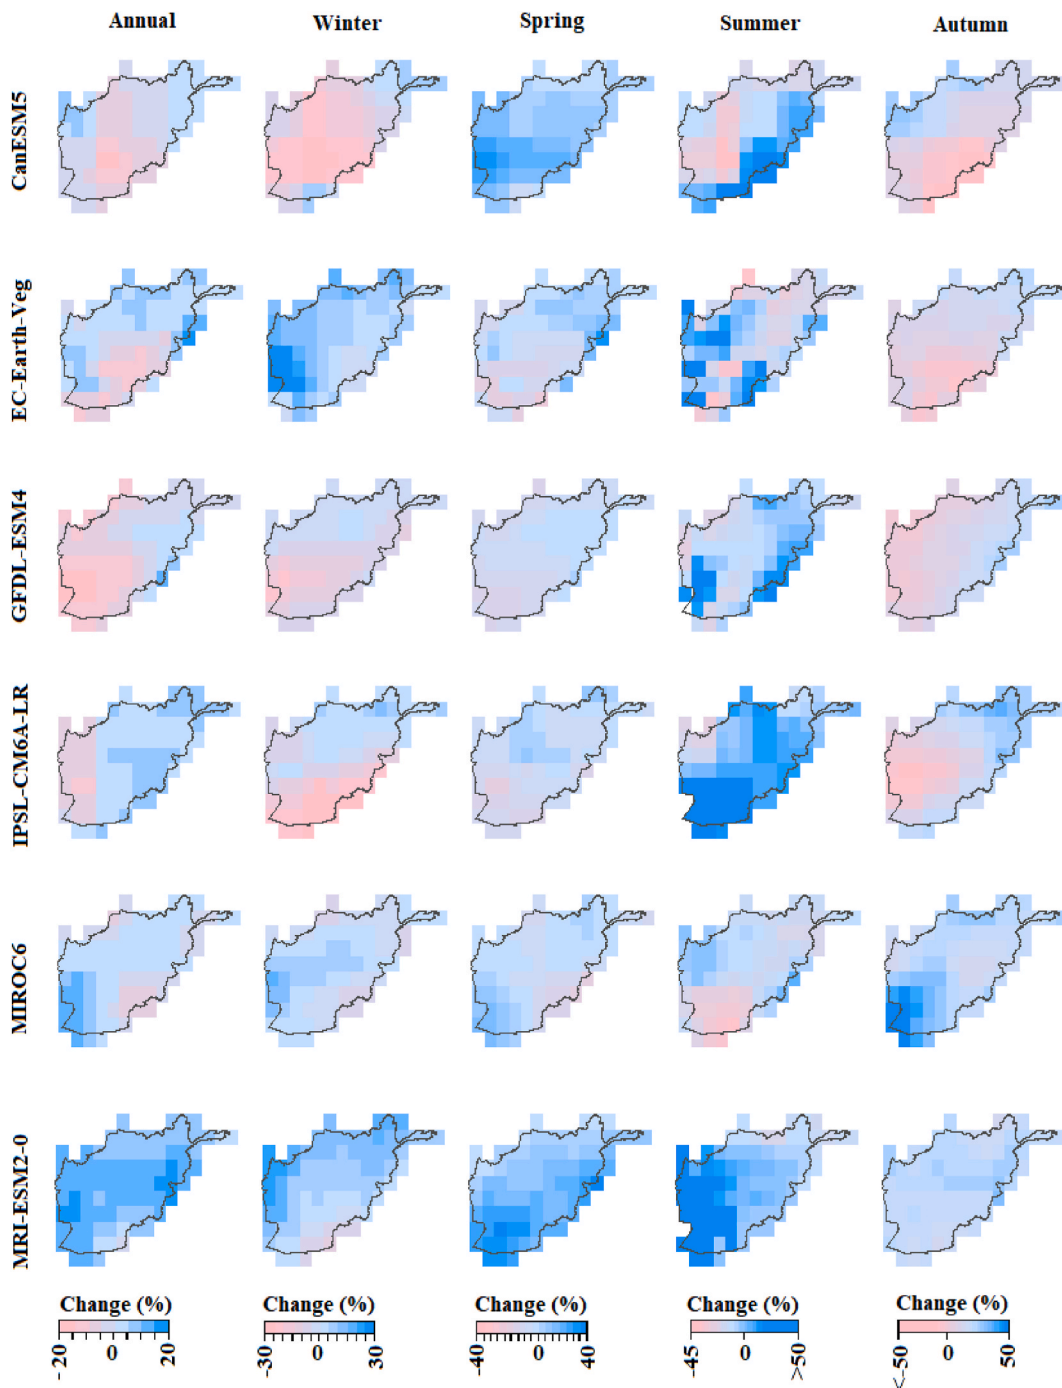 Annual Winter Spring Summer Autumn
CanESM5
EC-Earth-Veg
GFDL-ESM4
IPSL-CM6A-LR
MIROC6
MRI-ESM2-0
Change (%) Change (%) Change (%) Change (%) Change (%)
-20 0 20 -30 0 30 -40 0 40 -45 0 >50 <-50 0 50